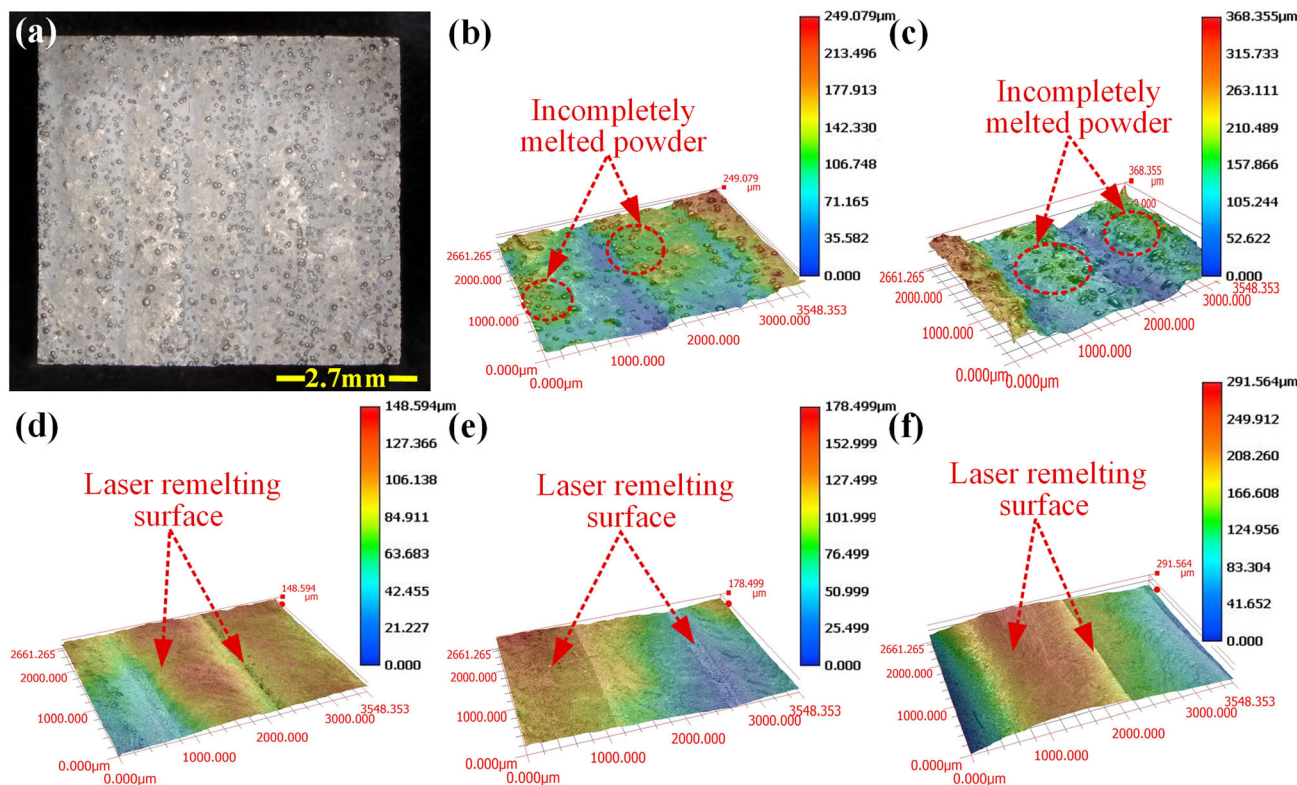 (a)
2.7mm
(b)
249.079µm
213.496
177.913
142.330
106.748
71.165
35.582
0.000
Incompletely
melted powder
249.079
µm
2661.265
2000.000
1000.000
0.000µm
0.000µm
1000.000
2000.000
3000.000
3548.353
(c)
368.355µm
315.733
263.111
210.489
157.866
105.244
52.622
0.000
Incompletely
melted powder
368.355
µm
2661.265
2000.000
1000.000
0.000µm
0.000µm
1000.000
2000.000
3000.000
3548.353
(d)
148.594µm
127.366
106.138
84.911
63.683
42.455
21.227
0.000
Laser remelting
surface
148.594
µm
2661.265
2000.000
1000.000
0.000µm
0.000µm
1000.000
2000.000
3000.000
3548.353
(e)
178.499µm
152.999
127.499
101.999
76.499
50.999
25.499
0.000
Laser remelting
surface
178.499
µm
2661.265
2000.000
1000.000
0.000µm
0.000µm
1000.000
2000.000
3000.000
3548.353
(f)
291.564µm
249.912
208.260
166.608
124.956
83.304
41.652
0.000
Laser remelting
surface
291.564
µm
2661.265
2000.000
1000.000
0.000µm
0.000µm
1000.000
2000.000
3000.000
3548.353